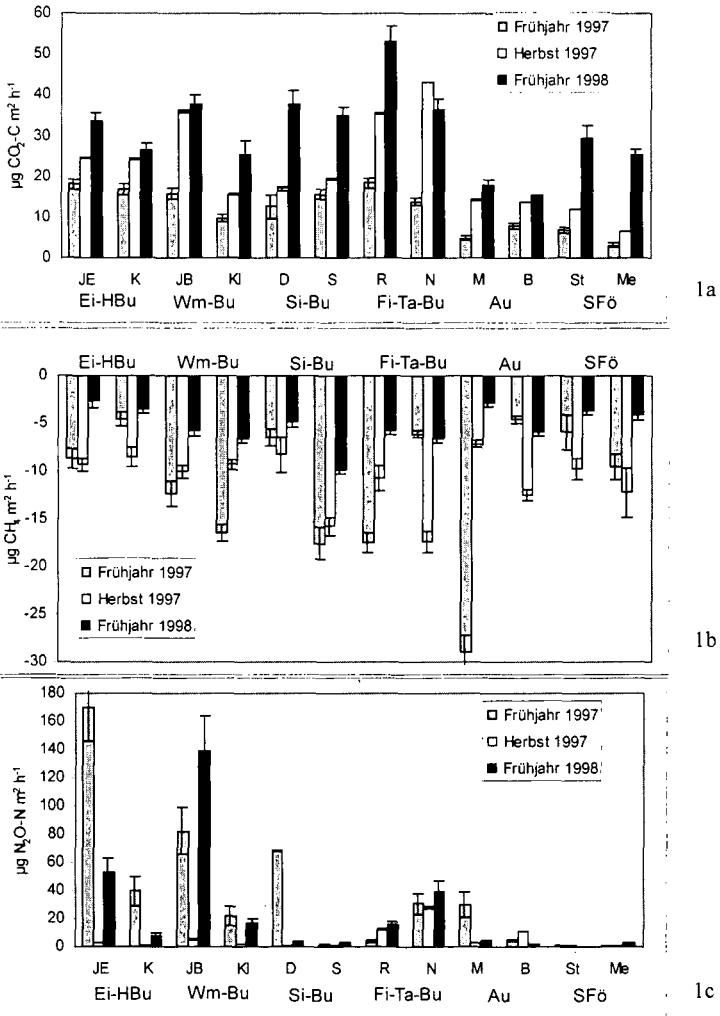 60
50
40
30
20
10
0
µg CO₂-C m² h⁻¹
Frühjahr 1997
Herbst 1997
Frühjahr 1998
JE K JB Kl D S R N M B St Me
Ei-HBu Wm-Bu Si-Bu Fi-Ta-Bu Au SFö
1a
Ei-HBu Wm-Bu Si-Bu Fi-Ta-Bu Au SFö
0
-5
-10
-15
-20
-25
-30
µg CH₄ m² h⁻¹
Frühjahr 1997
Herbst 1997
Frühjahr 1998
1b
180
160
140
120
100
80
60
40
20
0
µg N₂O-N m² h⁻¹
Frühjahr 1997
Herbst 1997
Frühjahr 1998
JE K JB Kl D S R N M B St Me
Ei-HBu Wm-Bu Si-Bu Fi-Ta-Bu Au SFö
1c